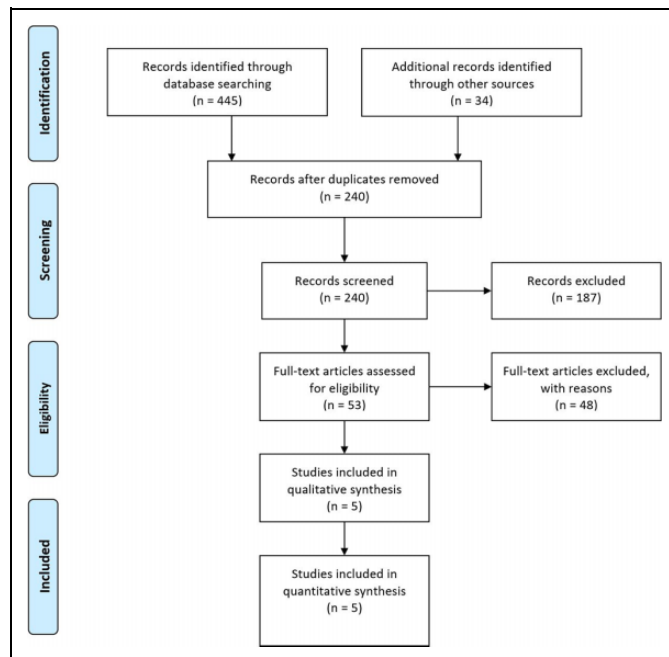 Identification
Records identified through
database searching
(n = 445)
Additional records identified
through other sources
(n = 34)
Records after duplicates removed
(n = 240)
Screening
Records screened
(n = 240)
Records excluded
(n = 187)
Eligibility
Full-text articles assessed
for eligibility
(n = 53)
Full-text articles excluded,
with reasons
(n = 48)
Studies included in
qualitative synthesis
(n = 5)
Included
Studies included in
quantitative synthesis
(n = 5)